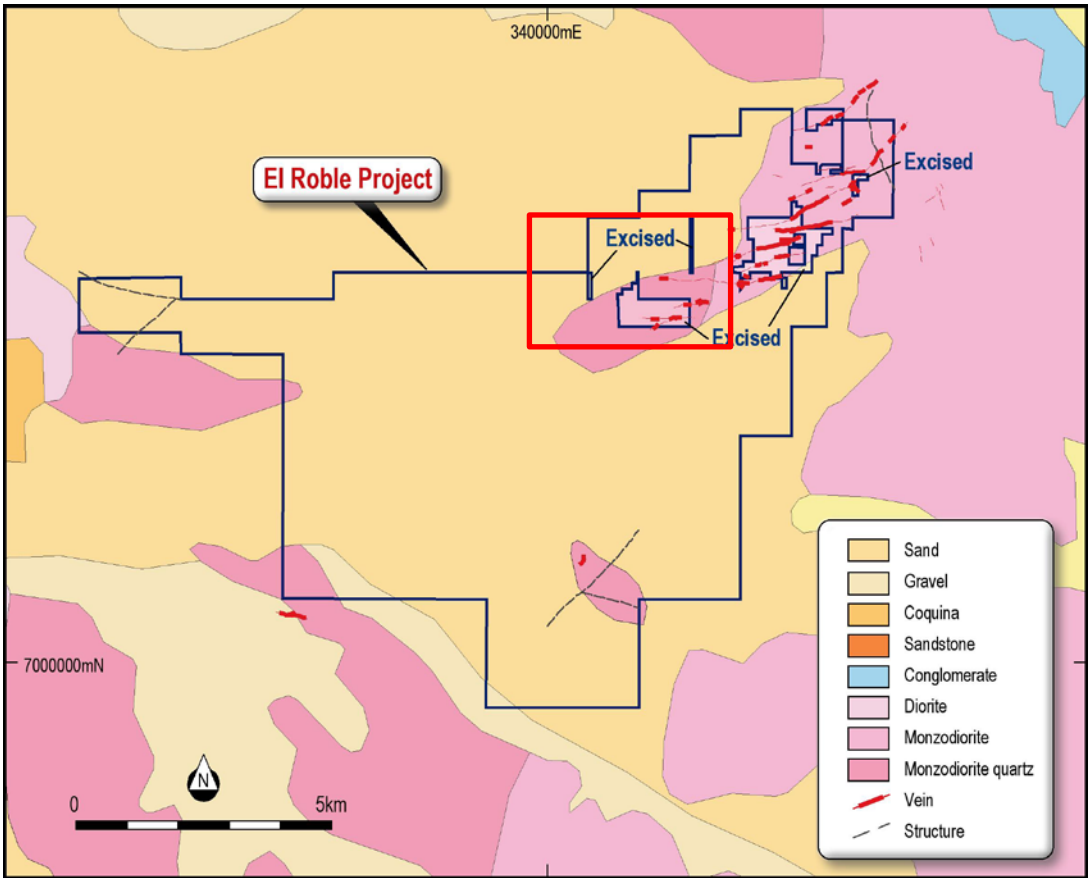 340000mE
El Roble Project
Excised
Excised
Excised
7000000mN
N
0 5km
Sand
Gravel
Coquina
Sandstone
Conglomerate
Diorite
Monzodiorite
Monzodiorite quartz
Vein
Structure